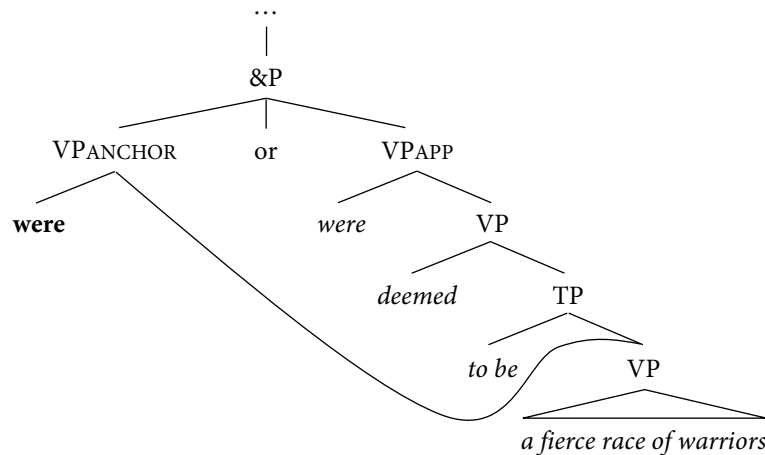 …
&P
VPANCHOR or VPAPP
were were VP
deemed TP
to be VP
a fierce race of warriors